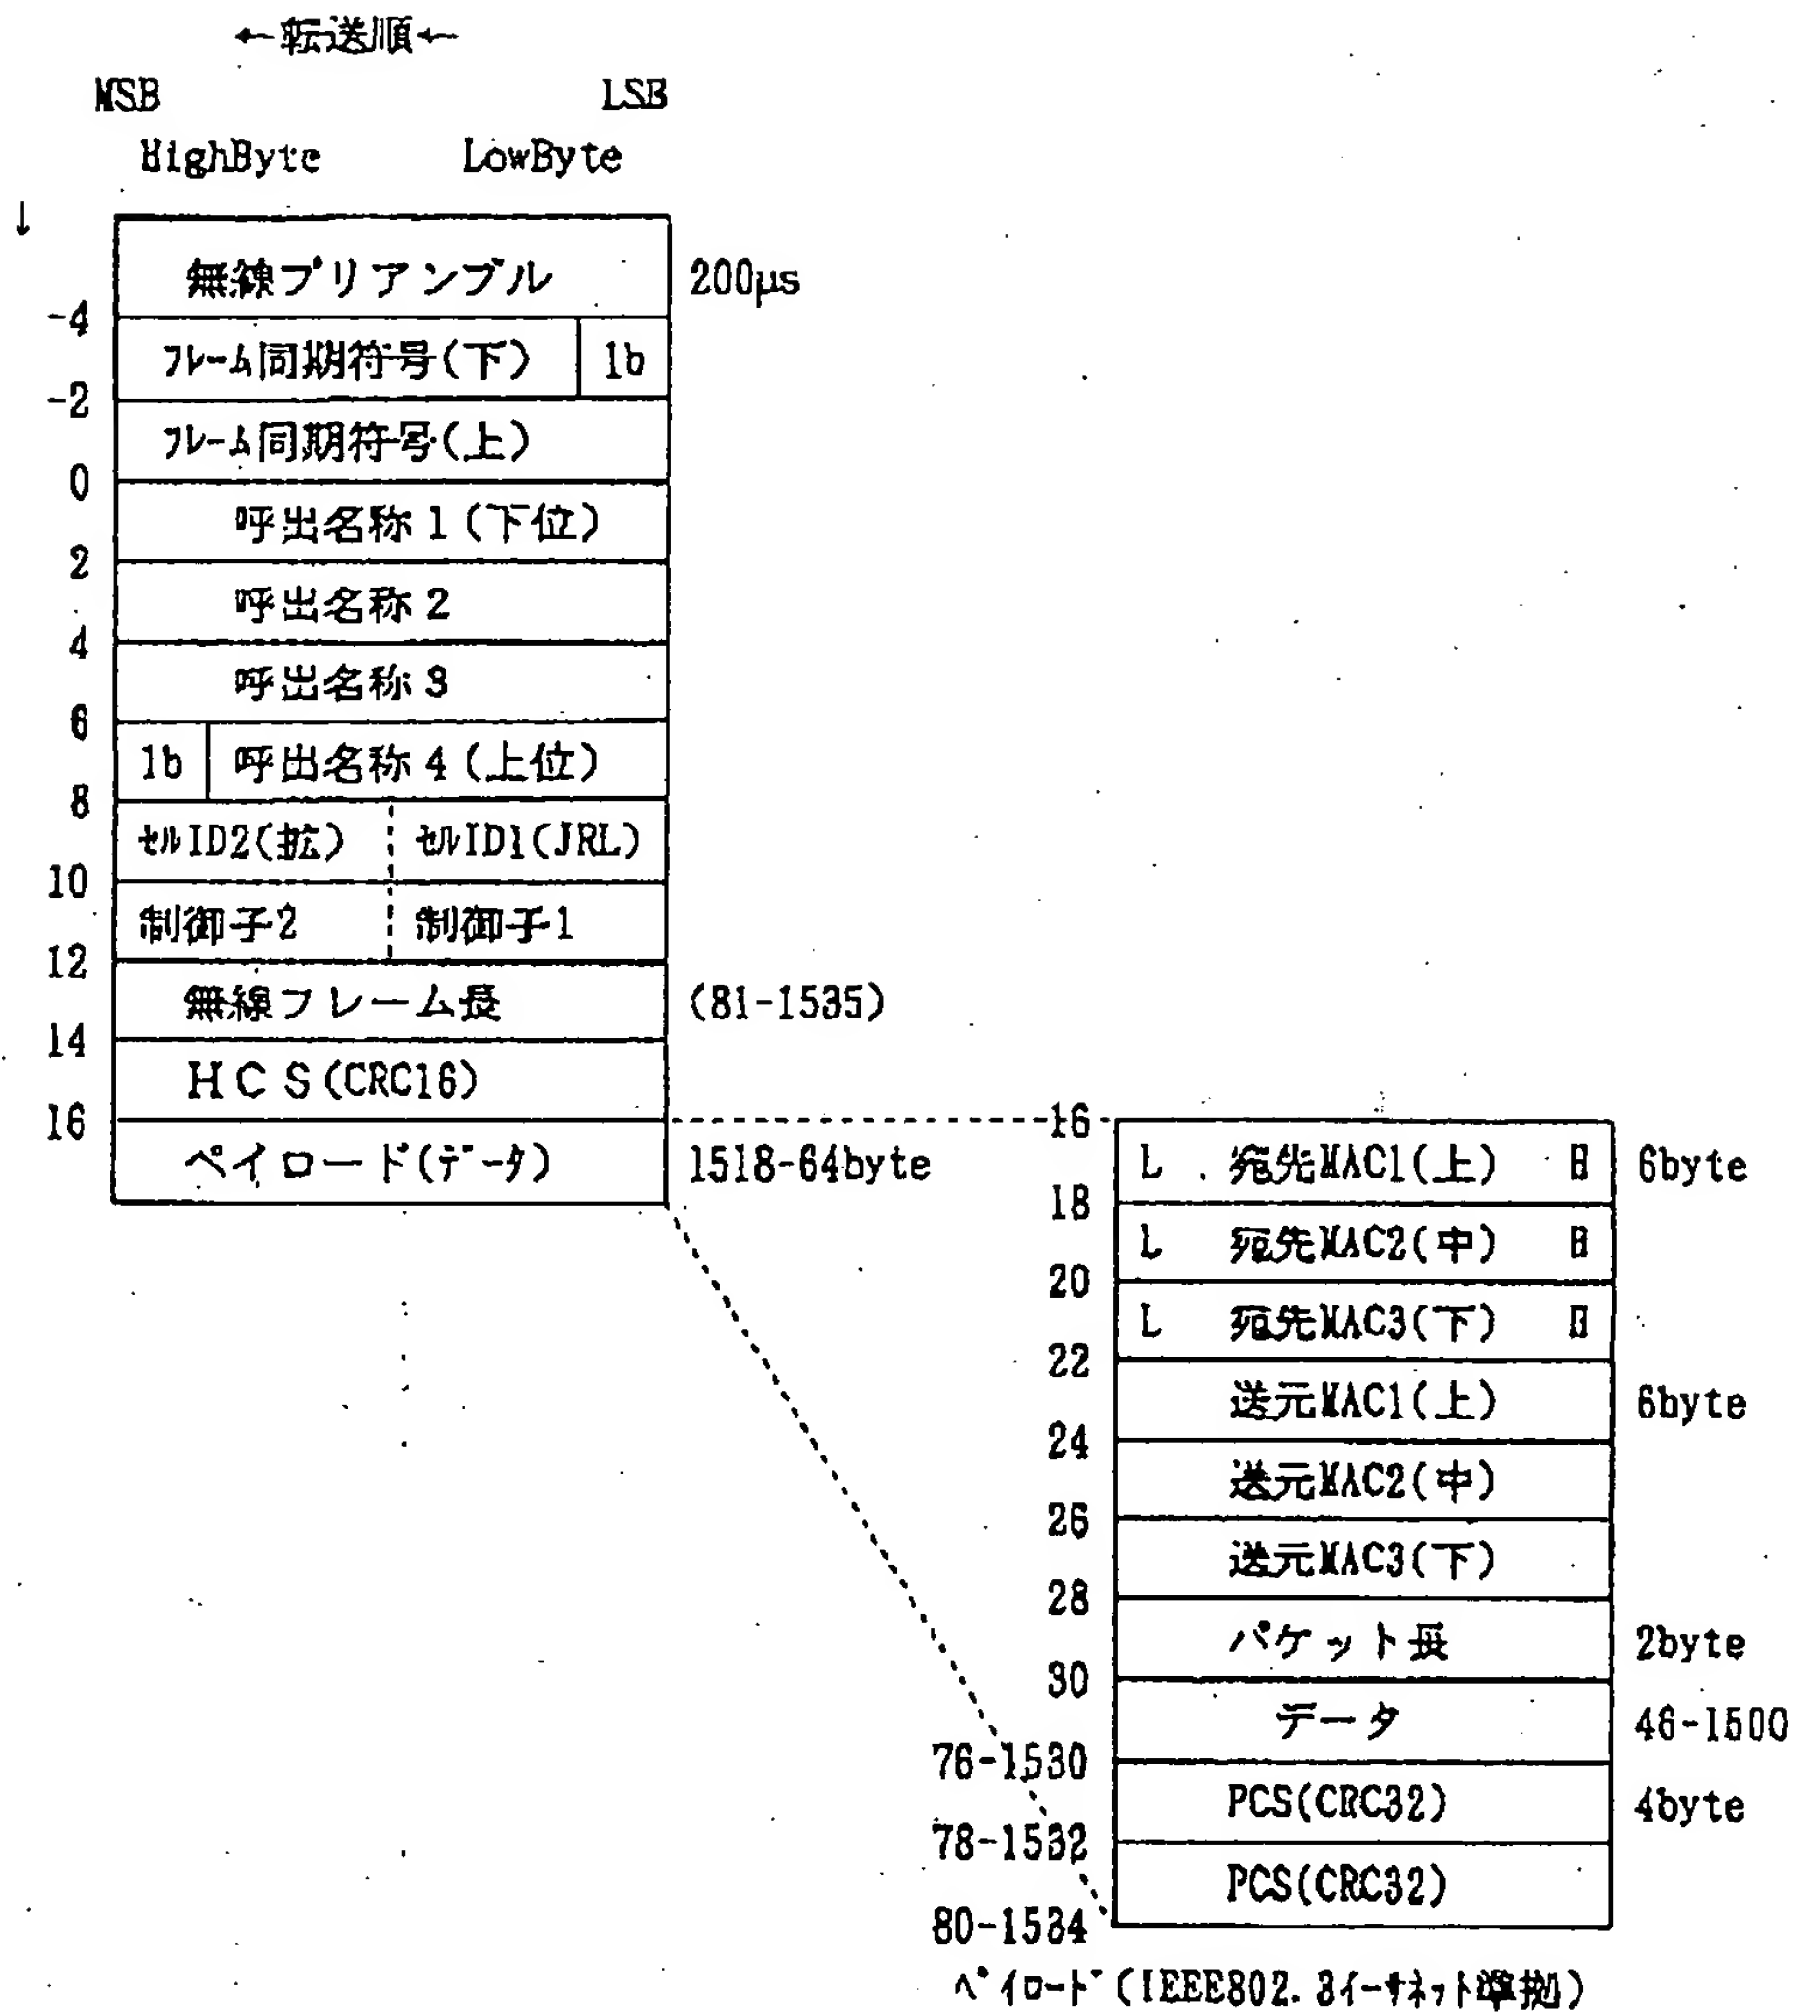 ←転送順←
MSB LSB
HighByte LowByte
↓
無線プリアンブル 200μs
-4
フレーム同期符号(下) 1b
-2
フレーム同期符号(上)
0
呼出名称1(下位)
2
呼出名称2
4
呼出名称3
6
1b 呼出名称4(上位)
8
セルID2(拡) セルID1(JRL)
10
制御子2 制御子1
12
無線フレーム長 (81-1535)
14
HCS(CRC16)
16
ペイロード(データ) 1518-64byte
16
L 宛先MAC1(上) H 6byte
18
L 宛先MAC2(中) H
20
L 宛先MAC3(下) H
22
送元MAC1(上) 6byte
24
送元MAC2(中)
26
送元MAC3(下)
28
パケット長 2byte
30
データ 46-1500
76-1530
PCS(CRC32) 4byte
78-1532
PCS(CRC32)
80-1534
ペイロード(IEEE802.3イーサネット準拠)